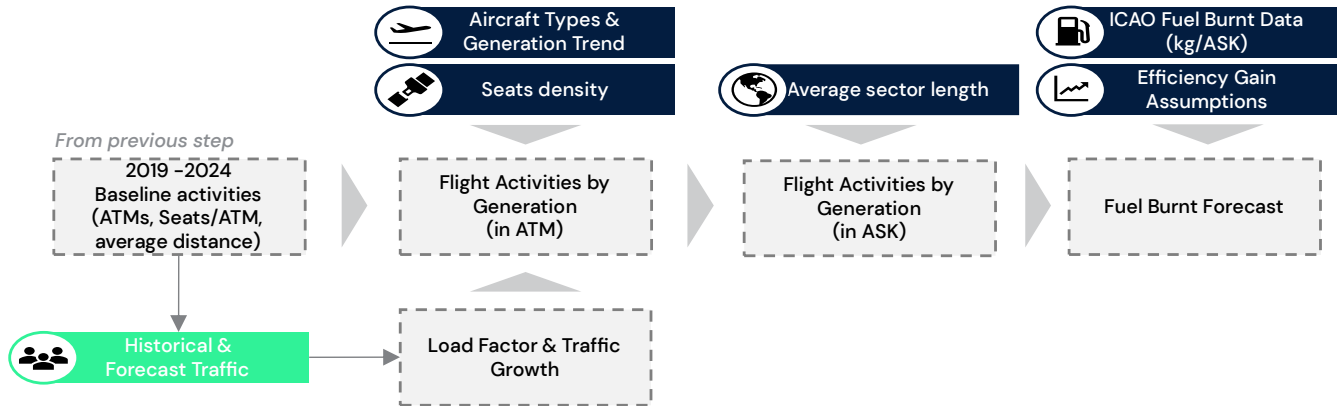 Aircraft Types &
Generation Trend
Seats density
Average sector length
ICAO Fuel Burnt Data
(kg/ASK)
Efficiency Gain
Assumptions
From previous step
2019 -2024
Baseline activities
(ATMs, Seats/ATM,
average distance)
Flight Activities by
Generation
(in ATM)
Flight Activities by
Generation
(in ASK)
Fuel Burnt Forecast
Historical &
Forecast Traffic
Load Factor & Traffic
Growth